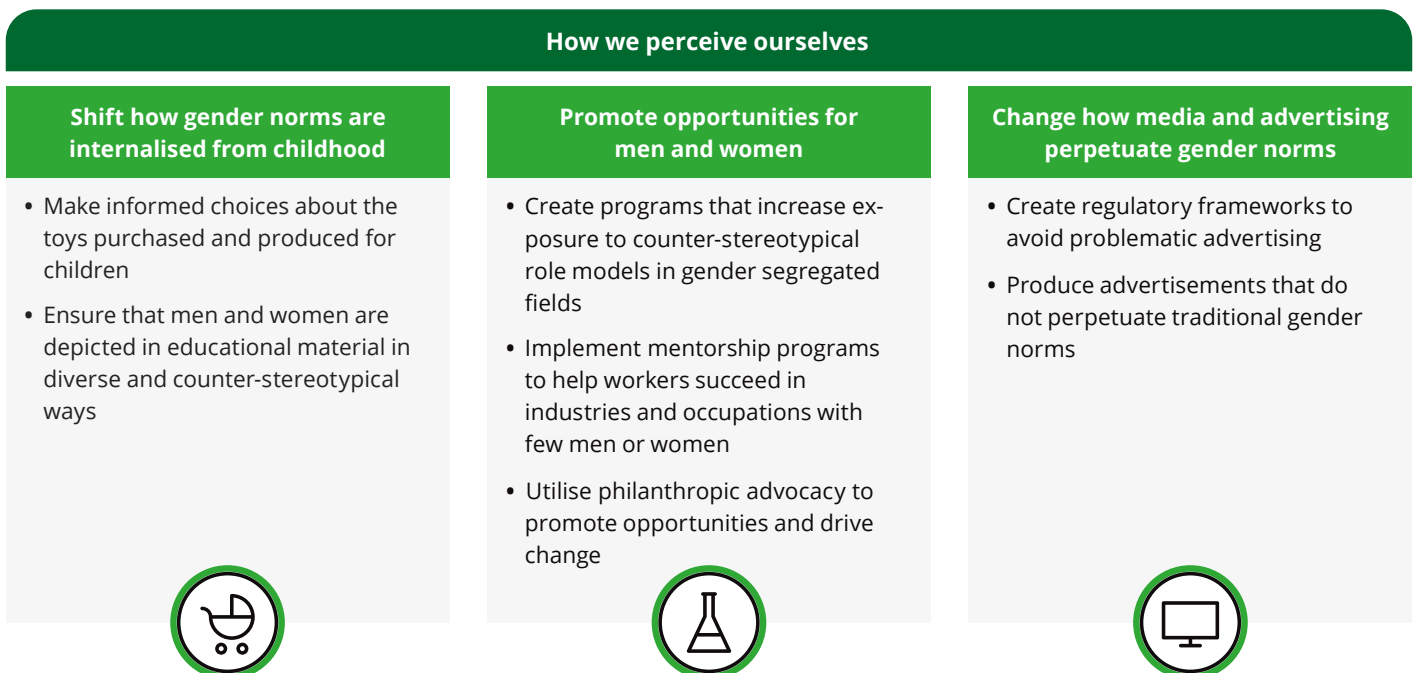 How we perceive ourselves
Shift how gender norms are
internalised from childhood
• Make informed choices about the
toys purchased and produced for
children
• Ensure that men and women are
depicted in educational material in
diverse and counter-stereotypical
ways
Promote opportunities for
men and women
• Create programs that increase ex-
posure to counter-stereotypical
role models in gender segregated
fields
• Implement mentorship programs
to help workers succeed in
industries and occupations with
few men or women
• Utilise philanthropic advocacy to
promote opportunities and drive
change
Change how media and advertising
perpetuate gender norms
• Create regulatory frameworks to
avoid problematic advertising
• Produce advertisements that do
not perpetuate traditional gender
norms